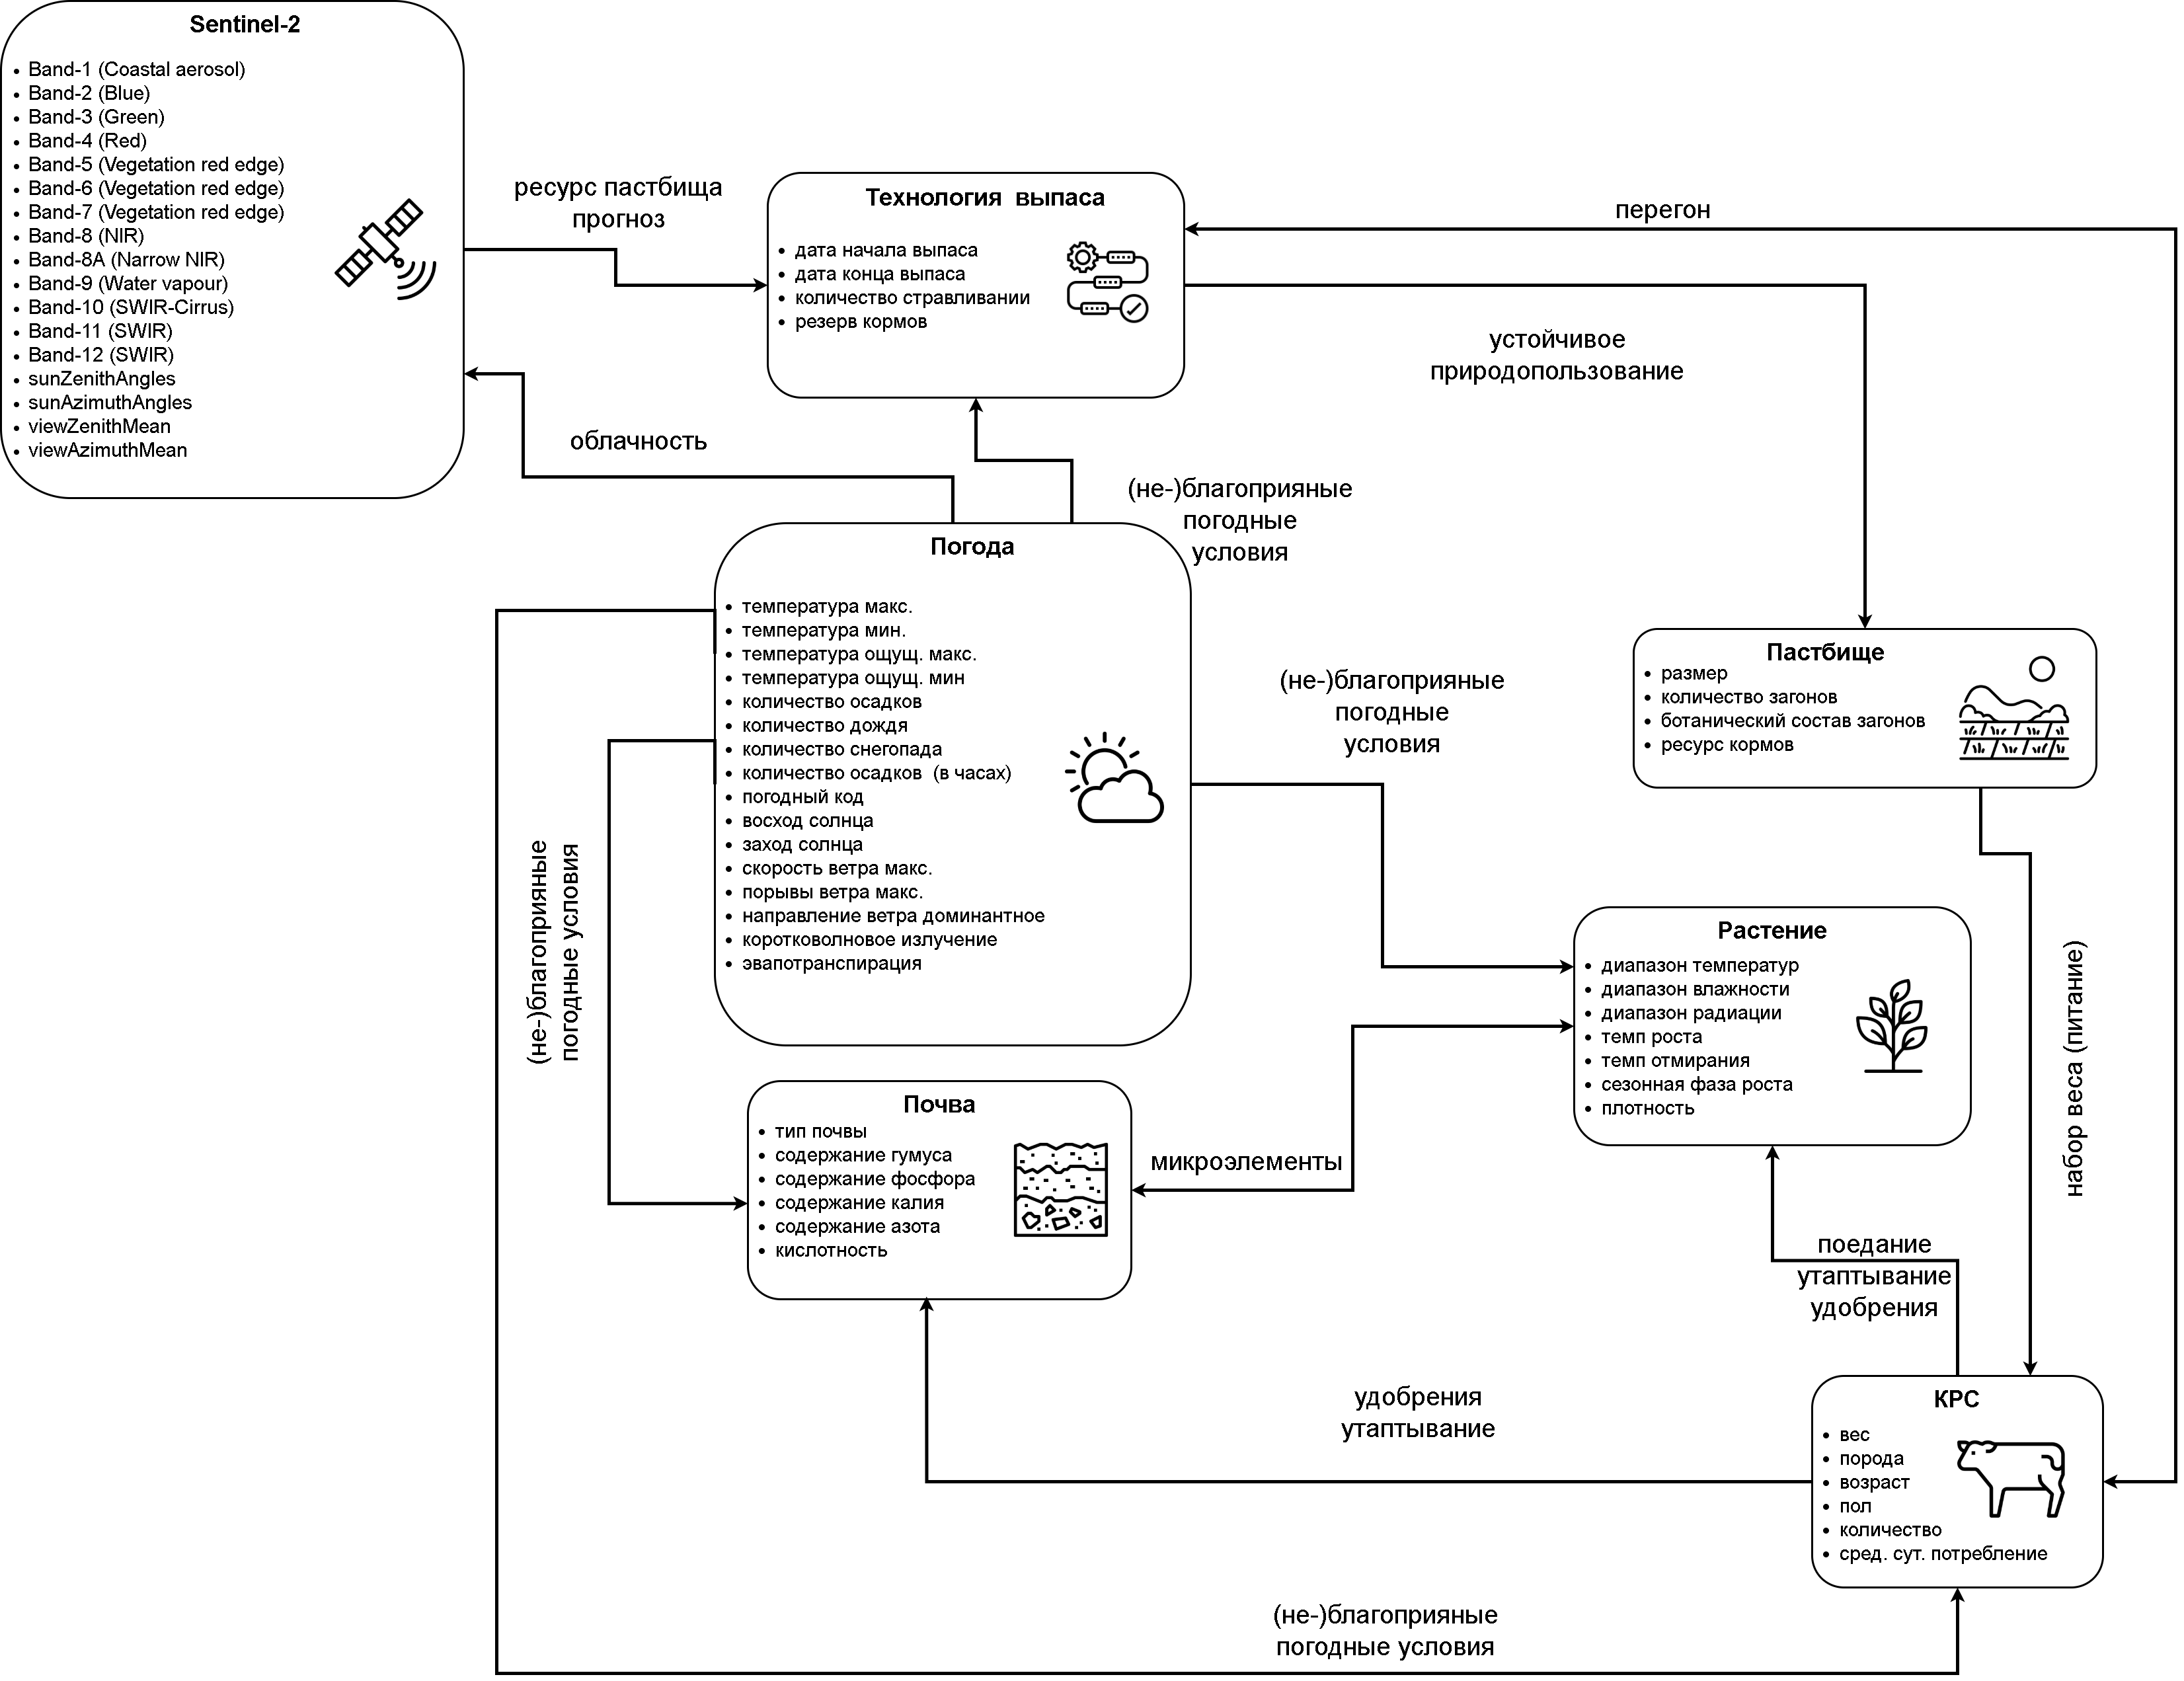 Sentinel-2
Band-1 (Coastal aerosol)
Band-2 (Blue)
Band-3 (Green)
Band-4 (Red)
Band-5 (Vegetation red edge)
Band-6 (Vegetation red edge)
Band-7 (Vegetation red edge)
Band-8 (NIR)
Band-8A (Narrow NIR)
Band-9 (Water vapour)
Band-10 (SWIR-Cirrus)
Band-11 (SWIR)
Band-12 (SWIR)
sunZenithAngles
sunAzimuthAngles
viewZenithMean
viewAzimuthMean
ресурс пастбища
прогноз
Технология выпаса
дата начала выпаса
дата конца выпаса
количество стравливании
резерв кормов
перегон
устойчивое
природопользование
облачность
(не-)благоприяные
погодные
условия
Погода
температура макс.
температура мин.
температура ощущ. макс.
температура ощущ. мин
количество осадков
количество дождя
количество снегопада
количество осадков (в часах)
погодный код
восход солнца
заход солнца
скорость ветра макс.
порывы ветра макс.
направление ветра доминантное
коротковолновое излучение
эвапотранспирация
(не-)благоприяные
погодные
условия
Пастбище
размер
количество загонов
ботанический состав загонов
ресурс кормов
(не-)благоприяные
погодные условия
Растение
диапазон температур
диапазон влажности
диапазон радиации
темп роста
темп отмирания
сезонная фаза роста
плотность
набор веса (питание)
Почва
тип почвы
содержание гумуса
содержание фосфора
содержание калия
содержание азота
кислотность
микроэлементы
поедание
утаптывание
удобрения
удобрения
утаптывание
КРС
вес
порода
возраст
пол
количество
сред. сут. потребление
(не-)благоприяные
погодные условия